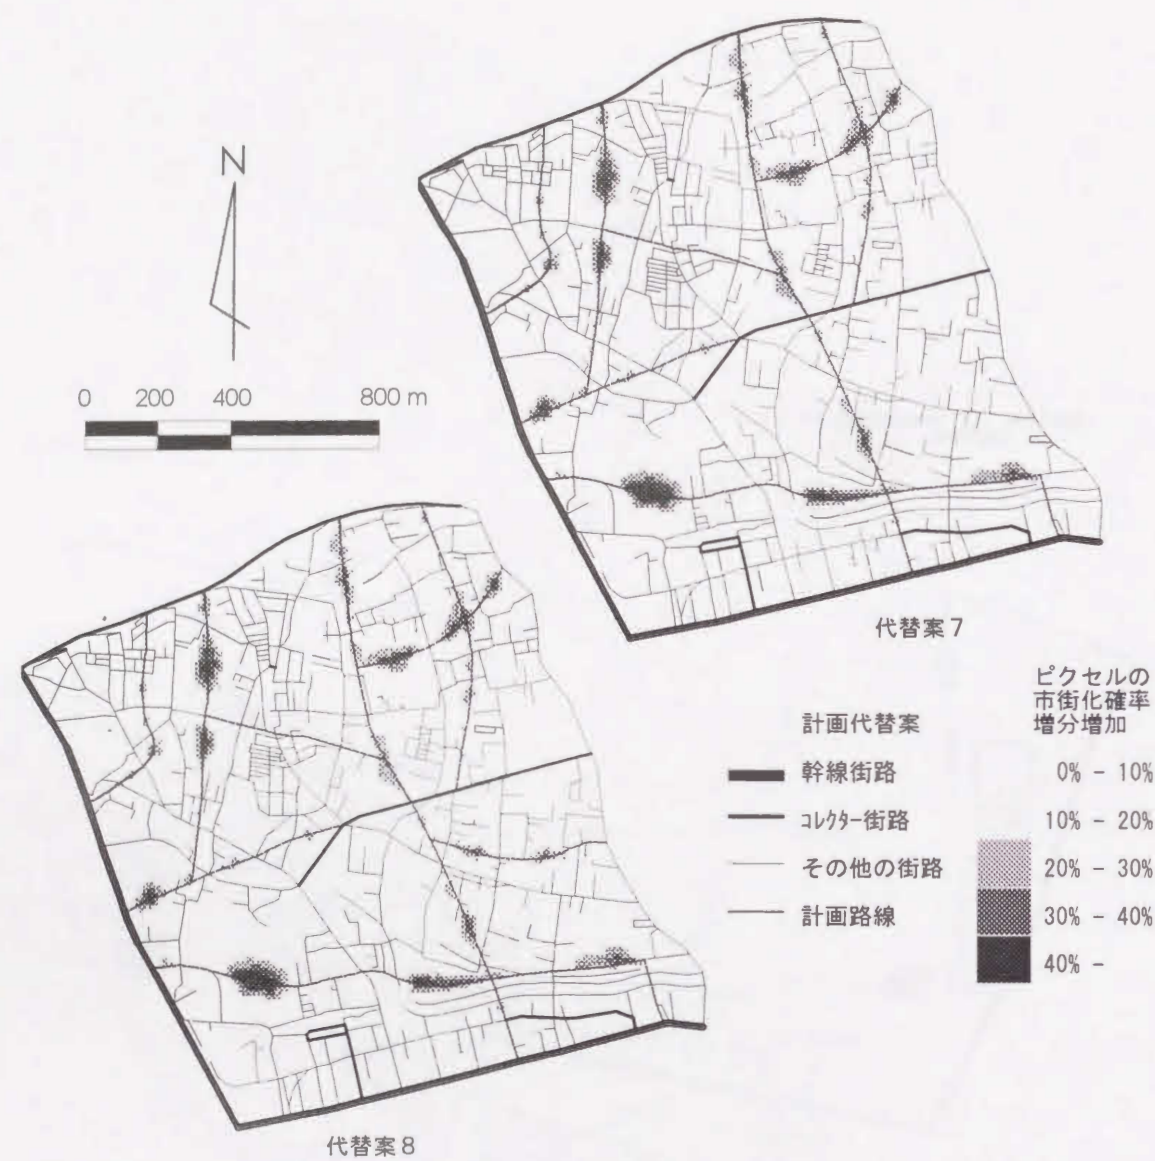 N
0 200 400 800 m
代替案7
計画代替案
幹線街路
コレクター街路
その他の街路
計画路線
ピクセルの
市街化確率
増分増加
0% - 10%
10% - 20%
20% - 30%
30% - 40%
40% -
代替案8